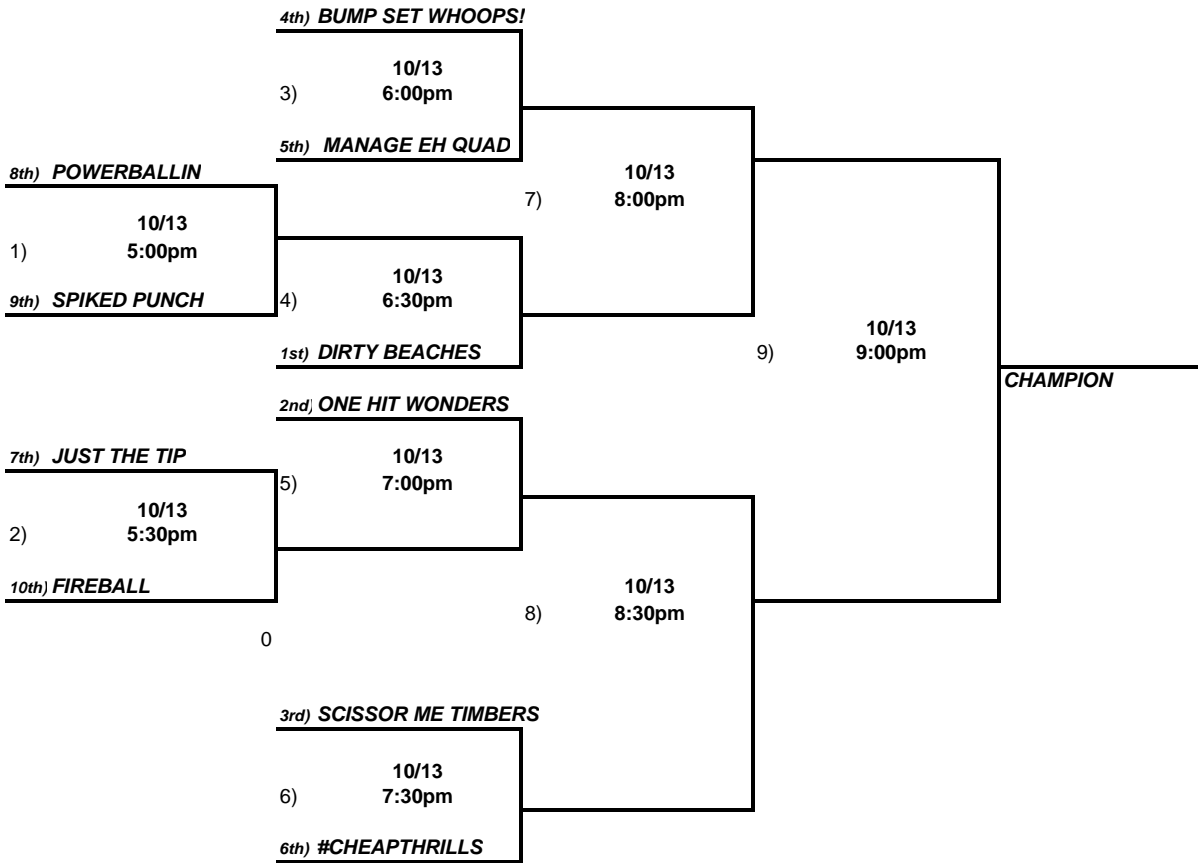 4th) BUMP SET WHOOPS!
10/13
3) 6:00pm
5th) MANAGE EH QUAD
8th) POWERBALLIN
10/13
7) 8:00pm
10/13
1) 5:00pm
10/13
9th) SPIKED PUNCH
4) 6:30pm
10/13
1st) DIRTY BEACHES
9) 9:00pm
CHAMPION
2nd) ONE HIT WONDERS
7th) JUST THE TIP
10/13
5) 7:00pm
10/13
2) 5:30pm
10th) FIREBALL
10/13
8) 8:30pm
0
3rd) SCISSOR ME TIMBERS
10/13
6) 7:30pm
6th) #CHEAPTHRILLS